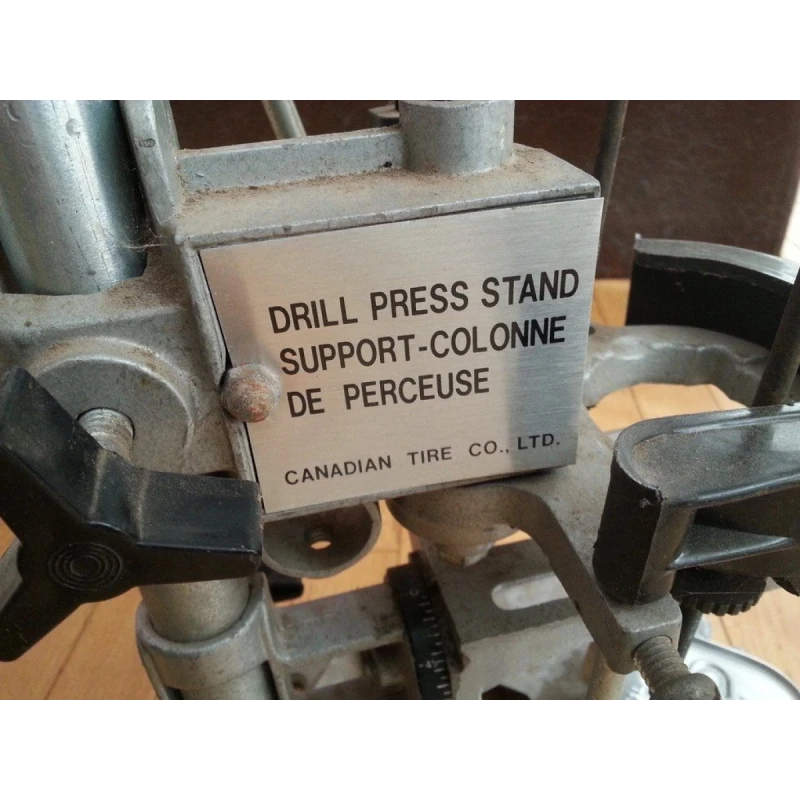 DRILL PRESS STAND
SUPPORT-COLONNE
DE PERCEUSE
CANADIAN TIRE CO., LTD.